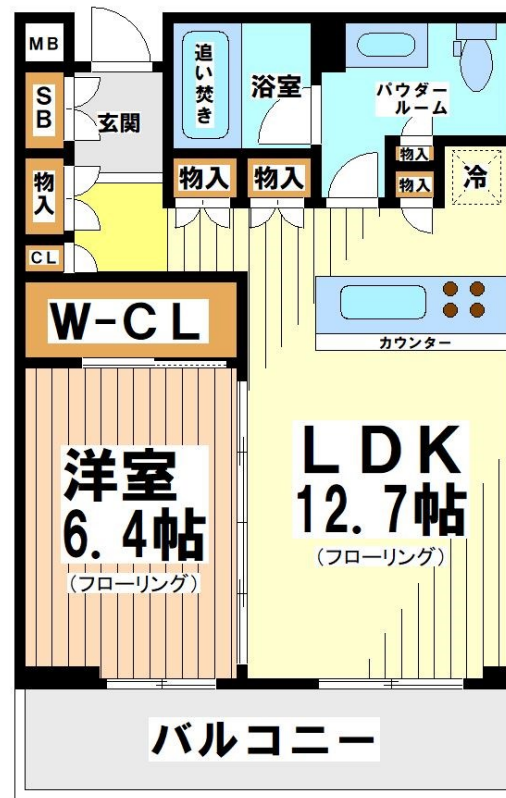 MB
追い焚き
浴室
パウダー
ルーム
SB
玄関
物入
物入
物入
物入
物入
冷
CL
W-CL
カウンター
洋室
6.4帖
(フローリング)
LDK
12.7帖
(フローリング)
バルコニー